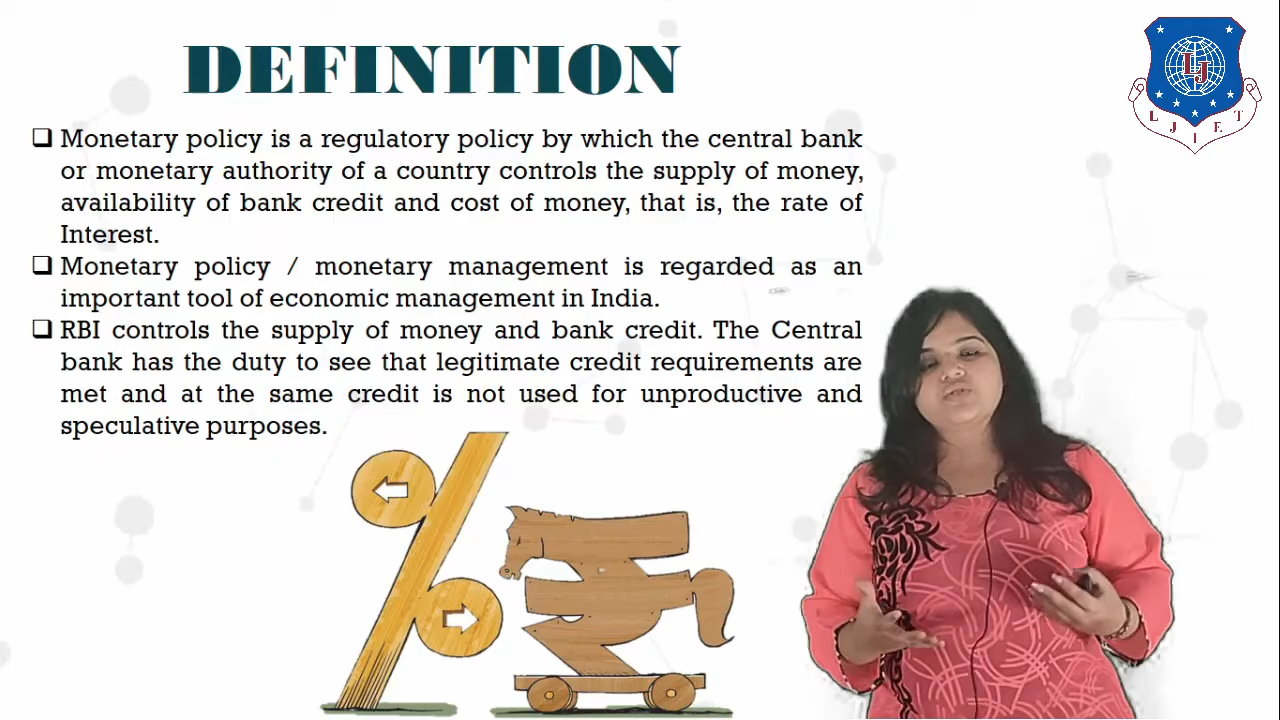 DEFINITION
Monetary policy is a regulatory policy by which the central bank
or monetary authority of a country controls the supply of money,
availability of bank credit and cost of money, that is, the rate of
Interest.
Monetary policy / monetary management is regarded as an
important tool of economic management in India.
RBI controls the supply of money and bank credit. The Central
bank has the duty to see that legitimate credit requirements are
met and at the same credit is not used for unproductive and
speculative purposes.
LJ
L J I E T